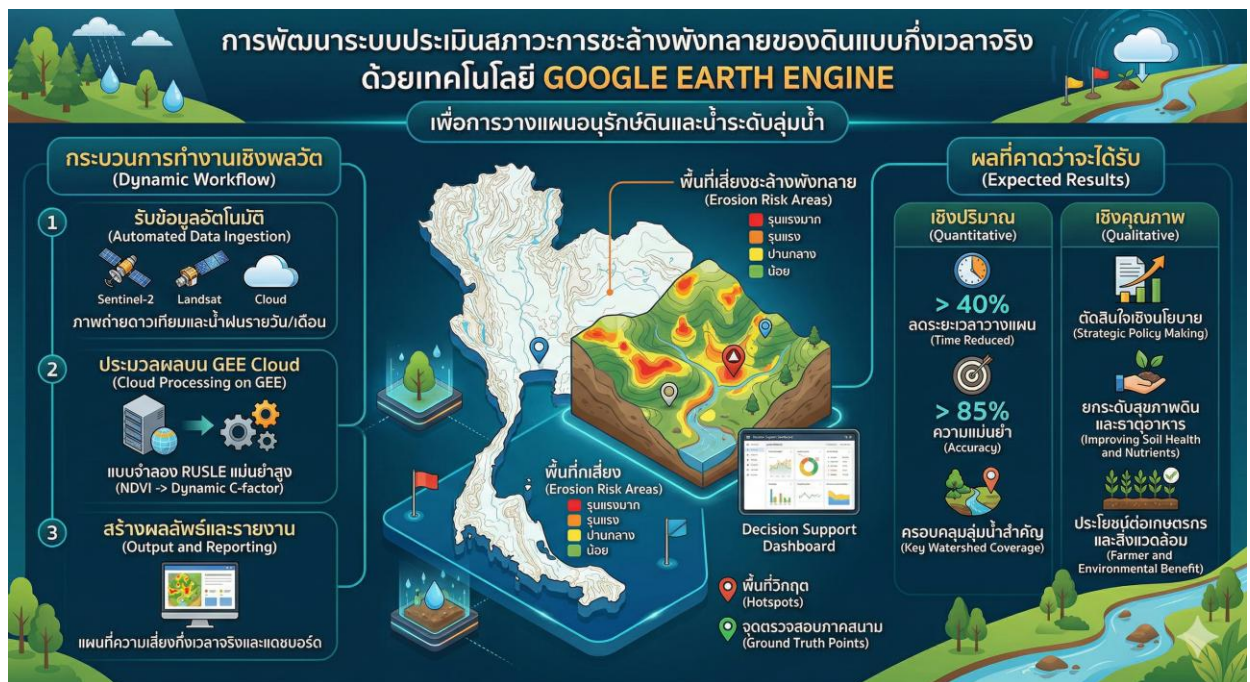 การพัฒนาระบบประเมินสภาวะการชะล้างพังทลายของดินแบบกึ่งเวลาจริง
ด้วยเทคโนโลยี GOOGLE EARTH ENGINE
เพื่อการวางแผนอนุรักษ์ดินและน้ำระดับลุ่มน้ำ
กระบวนการทำงานเชิงพลวัต
(Dynamic Workflow)
1
รับข้อมูลอัตโนมัติ
(Automated Data Ingestion)
Sentinel-2
Landsat
Cloud
ภาพถ่ายดาวเทียมและน้ำฝนรายวัน/เดือน
2
ประมวลผลบน GEE Cloud
(Cloud Processing on GEE)
แบบจำลอง RUSLE แม่นยำสูง
(NDVI -> Dynamic C-factor)
3
สร้างผลลัพธ์และรายงาน
(Output and Reporting)
แผนที่ความเสี่ยงกึ่งเวลาจริงและแดชบอร์ด
พื้นที่เสี่ยงชะล้างพังทลาย
(Erosion Risk Areas)
รุนแรงมาก
รุนแรง
ปานกลาง
น้อย
พื้นที่กเสี่ยง
(Erosion Risk Areas)
รุนแรงมาก
รุนแรง
ปานกลาง
น้อย
Decision Support
Dashboard
พื้นที่วิกฤต
(Hotspots)
จุดตรวจสอบภาคสนาม
(Ground Truth Points)
ผลที่คาดว่าจะได้รับ
(Expected Results)
เชิงปริมาณ
(Quantitative)
> 40%
ลดระยะเวลาวางแผน
(Time Reduced)
> 85%
ความแม่นยำ
(Accuracy)
ครอบคลุมลุ่มน้ำสำคัญ
(Key Watershed Coverage)
เชิงคุณภาพ
(Qualitative)
ตัดสินใจเชิงนโยบาย
(Strategic Policy Making)
ยกระดับสุขภาพดิน
และธาตุอาหาร
(Improving Soil Health
and Nutrients)
ประโยชน์ต่อเกษตรกร
และสิ่งแวดล้อม
(Farmer and
Environmental Benefit)